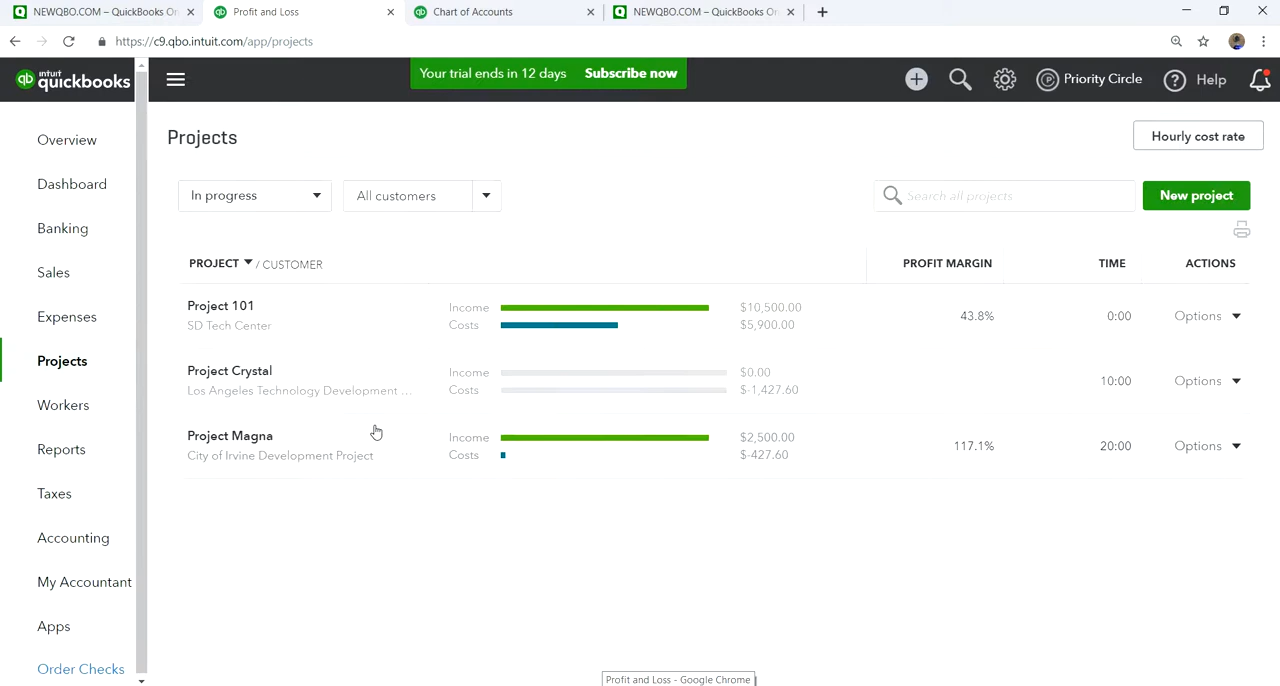 NEWQBO.COM – QuickBooks On
Profit and Loss
Chart of Accounts
NEWQBO.COM – QuickBooks On
https://c9.qbo.intuit.com/app/projects
intuit quickbooks
Your trial ends in 12 days Subscribe now
Priority Circle
Help
Overview
Dashboard
Banking
Sales
Expenses
Projects
Workers
Reports
Taxes
Accounting
My Accountant
Apps
Order Checks
Projects
Hourly cost rate
In progress
All customers
Search all projects
New project
PROJECT / CUSTOMER PROFIT MARGIN TIME ACTIONS
Project 101 Income $10,500.00
SD Tech Center Costs $5,900.00
43.8% 0:00 Options
Project Crystal Income $0.00
Los Angeles Technology Development ... Costs $-1,427.60
10:00 Options
Project Magna Income $2,500.00
City of Irvine Development Project Costs $-427.60
117.1% 20:00 Options
Profit and Loss - Google Chrome